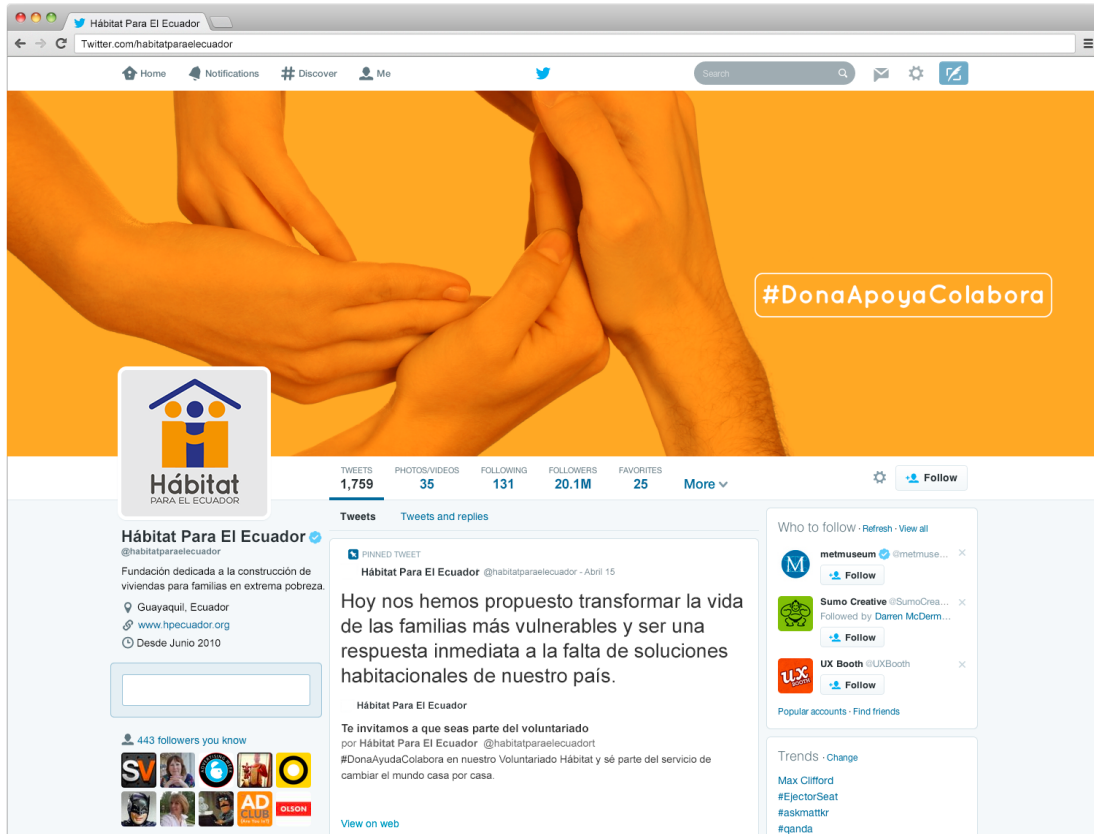 Hábitat Para El Ecuador
Twitter.com/habitatparaelecuador
Home Notifications Discover Me
Search
#DonaApoyaColabora
Hábitat
PARA EL ECUADOR
TWEETS PHOTOS/VIDEOS FOLLOWING FOLLOWERS FAVORITES
1,759 35 131 20.1M 25 More
Follow
Hábitat Para El Ecuador
@habitatparaelecuador
Fundación dedicada a la construcción de
viviendas para familias en extrema pobreza.
Guayaquil, Ecuador
www.hpecuador.org
Desde Junio 2010
443 followers you know
SV
AD
CLUB
OLSON
Tweets Tweets and replies
PINNED TWEET
Hábitat Para El Ecuador @habitatparaelecuador - Abril 15
Hoy nos hemos propuesto transformar la vida
de las familias más vulnerables y ser una
respuesta inmediata a la falta de soluciones
habitacionales de nuestro país.
Hábitat Para El Ecuador
Te invitamos a que seas parte del voluntariado
por Hábitat Para El Ecuador @habitatparaelecuadort
#DonaAyudaColabora en nuestro Voluntariado Hábitat y sé parte del servicio de
cambiar el mundo casa por casa.
View on web
Who to follow · Refresh · View all
M
metmuseum @metmuse...
Follow
Sumo Creative @SumoCrea...
Followed by Darren McDerm...
Follow
UX
BOOTH
UX Booth @UXBooth
Follow
Popular accounts · Find friends
Trends · Change
Max Clifford
#EjectorSeat
#askmattkr
#qanda